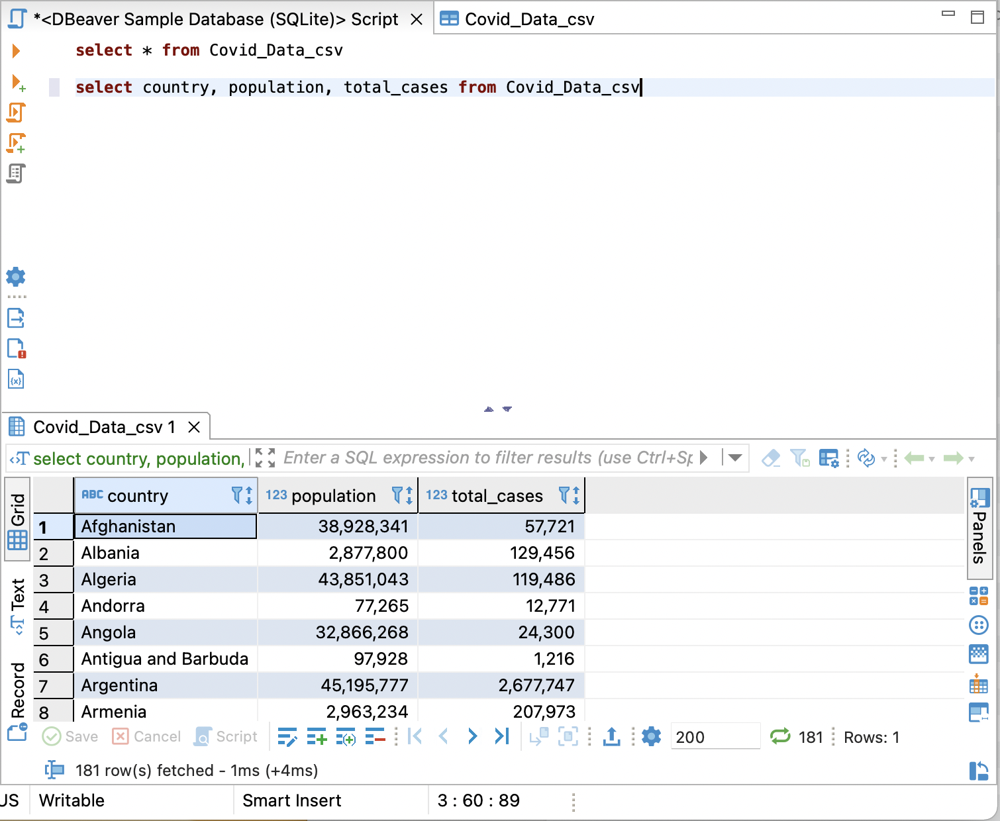 *<DBeaver Sample Database (SQLite)> Script
Covid_Data_csv
select * from Covid_Data_csv
select country, population, total_cases from Covid_Data_csv
Covid_Data_csv 1
select country, population,
Enter a SQL expression to filter results (use Ctrl+Sp
Grid
Text
Record
Panels
ABC country 123 population 123 total_cases
1 Afghanistan 38,928,341 57,721
2 Albania 2,877,800 129,456
3 Algeria 43,851,043 119,486
4 Andorra 77,265 12,771
5 Angola 32,866,268 24,300
6 Antigua and Barbuda 97,928 1,216
7 Argentina 45,195,777 2,677,747
8 Armenia 2,963,234 207,973
Save Cancel Script 200 181 Rows: 1
181 row(s) fetched - 1ms (+4ms)
US Writable Smart Insert 3 : 60 : 89